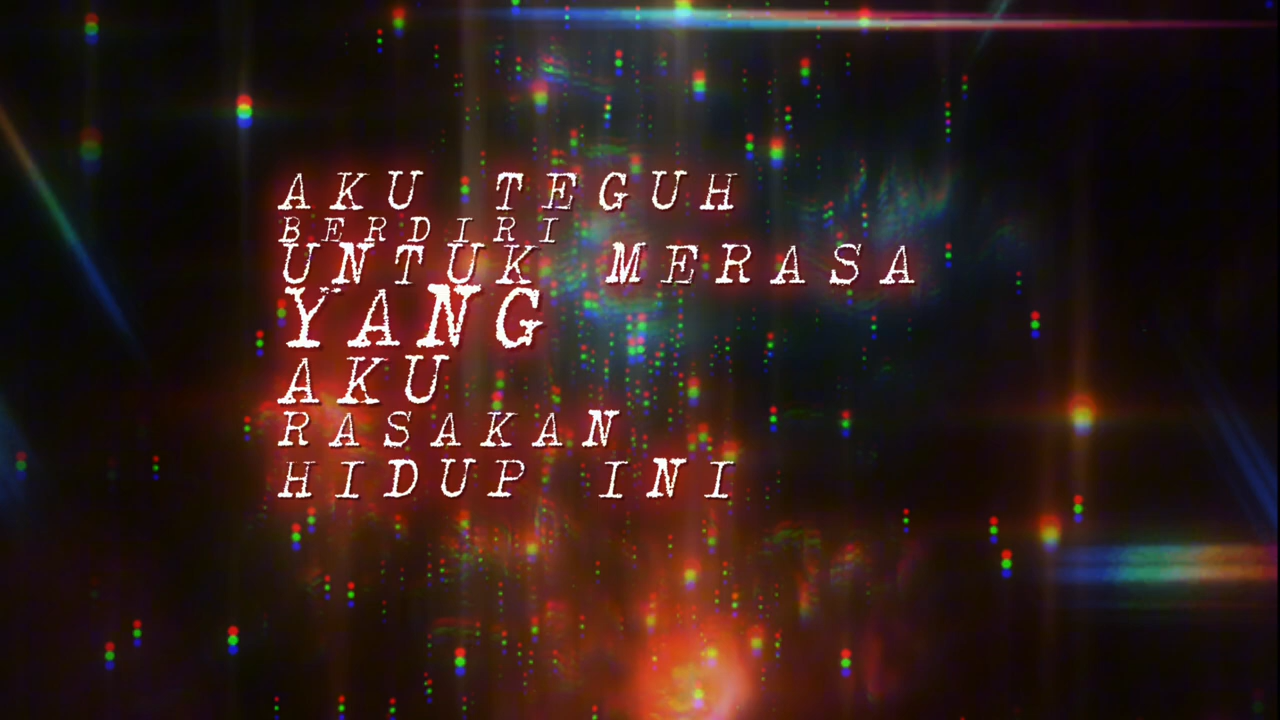 AKU TEGUH
BERDIRI
UNTUK MERASA
YANG
AKU
RASAKAN
HIDUP INI